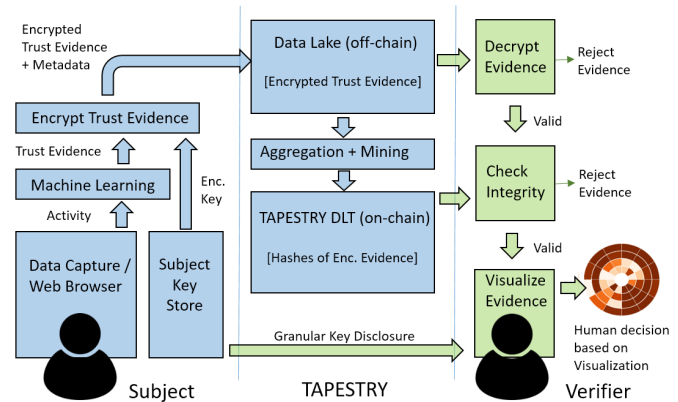 Encrypted
Trust Evidence
+ Metadata
Encrypt Trust Evidence
Trust Evidence
Machine Learning
Activity
Enc.
Key
Data Capture /
Web Browser
Subject
Key
Store
Subject
Data Lake (off-chain)
[Encrypted Trust Evidence]
Aggregation + Mining
TAPESTRY DLT (on-chain)
[Hashes of Enc. Evidence]
Granular Key Disclosure
TAPESTRY
Decrypt
Evidence
Reject
Evidence
Valid
Check
Integrity
Reject
Evidence
Valid
Visualize
Evidence
Human decision
based on
Visualization
Verifier